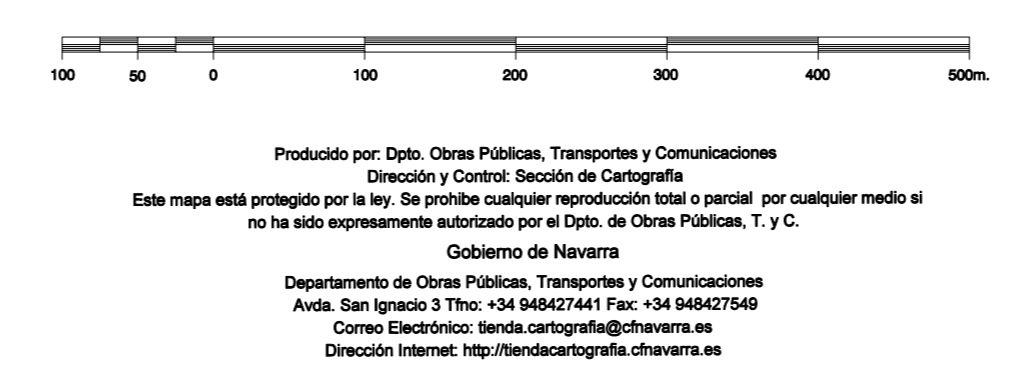 100 50 0 100 200 300 400 500m.
Producido por: Dpto. Obras Públicas, Transportes y Comunicaciones
Dirección y Control: Sección de Cartografía
Este mapa está protegido por la ley. Se prohibe cualquier reproducción total o parcial por cualquier medio si
no ha sido expresamente autorizado por el Dpto. de Obras Públicas, T. y C.
Gobierno de Navarra
Departamento de Obras Públicas, Transportes y Comunicaciones
Avda. San Ignacio 3 Tfno: +34 948427441 Fax: +34 948427549
Correo Electrónico: tienda.cartografia@cfnavarra.es
Dirección Internet: http://tiendacartografia.cfnavarra.es